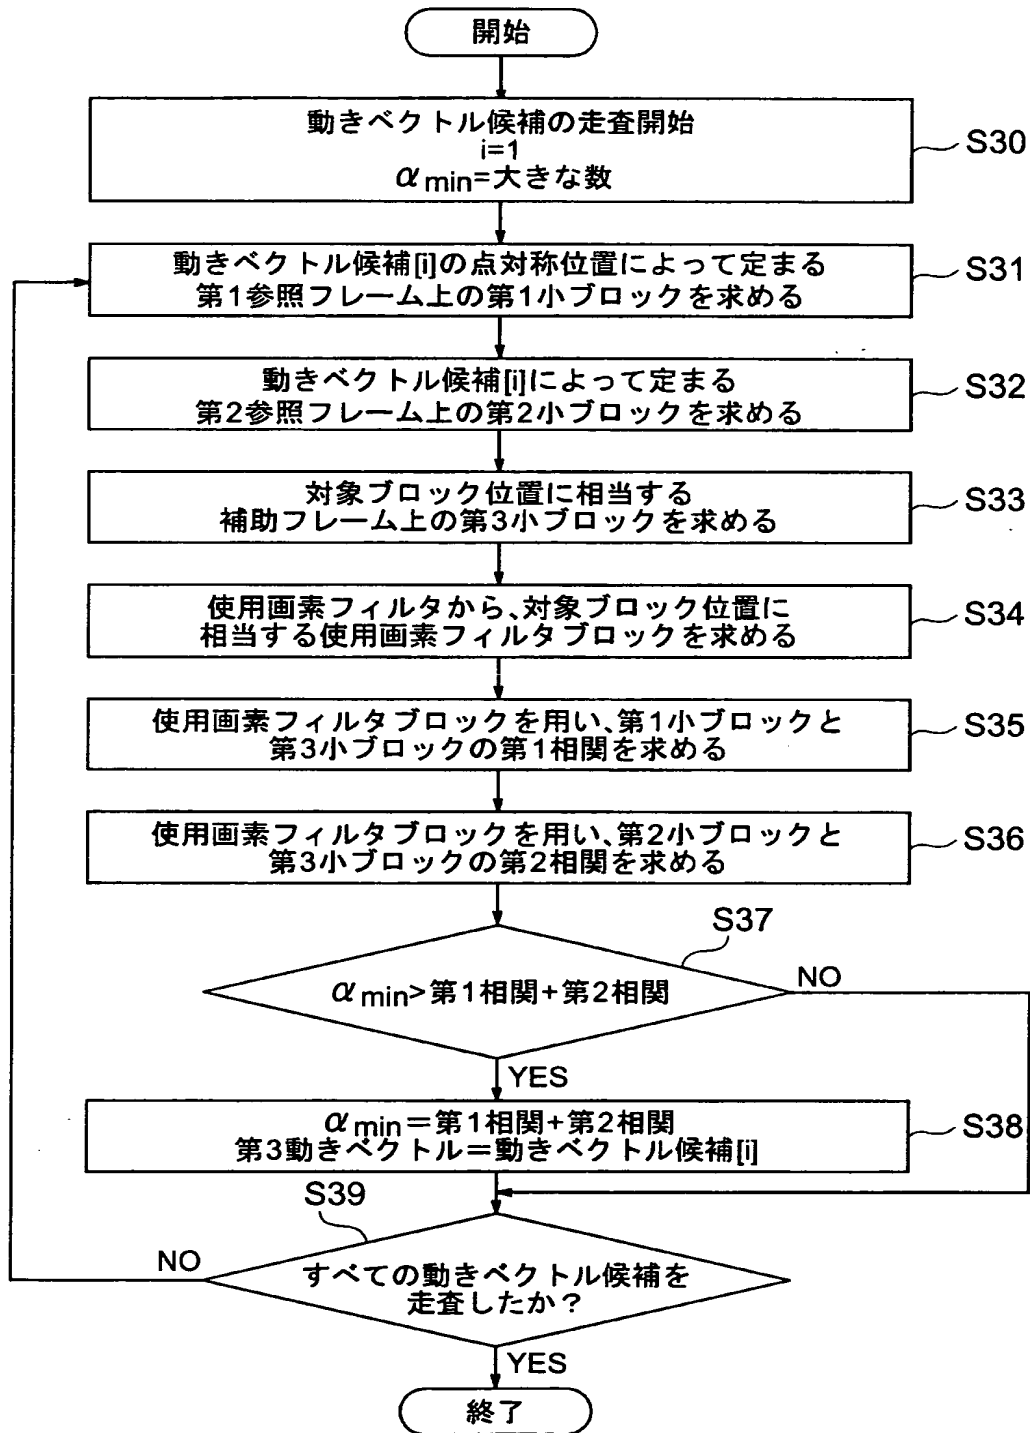 開始
動きベクトル候補の走査開始
i=1
αmin=大きな数
S30
動きベクトル候補[i]の点対称位置によって定まる
第1参照フレーム上の第1小ブロックを求める
S31
動きベクトル候補[i]によって定まる
第2参照フレーム上の第2小ブロックを求める
S32
対象ブロック位置に相当する
補助フレーム上の第3小ブロックを求める
S33
使用画素フィルタから、対象ブロック位置に
相当する使用画素フィルタブロックを求める
S34
使用画素フィルタブロックを用い、第1小ブロックと
第3小ブロックの第1相関を求める
S35
使用画素フィルタブロックを用い、第2小ブロックと
第3小ブロックの第2相関を求める
S36
S37
αmin>第1相関+第2相関
NO
YES
αmin=第1相関+第2相関
第3動きベクトル=動きベクトル候補[i]
S38
S39
NO
すべての動きベクトル候補を
走査したか?
YES
終了